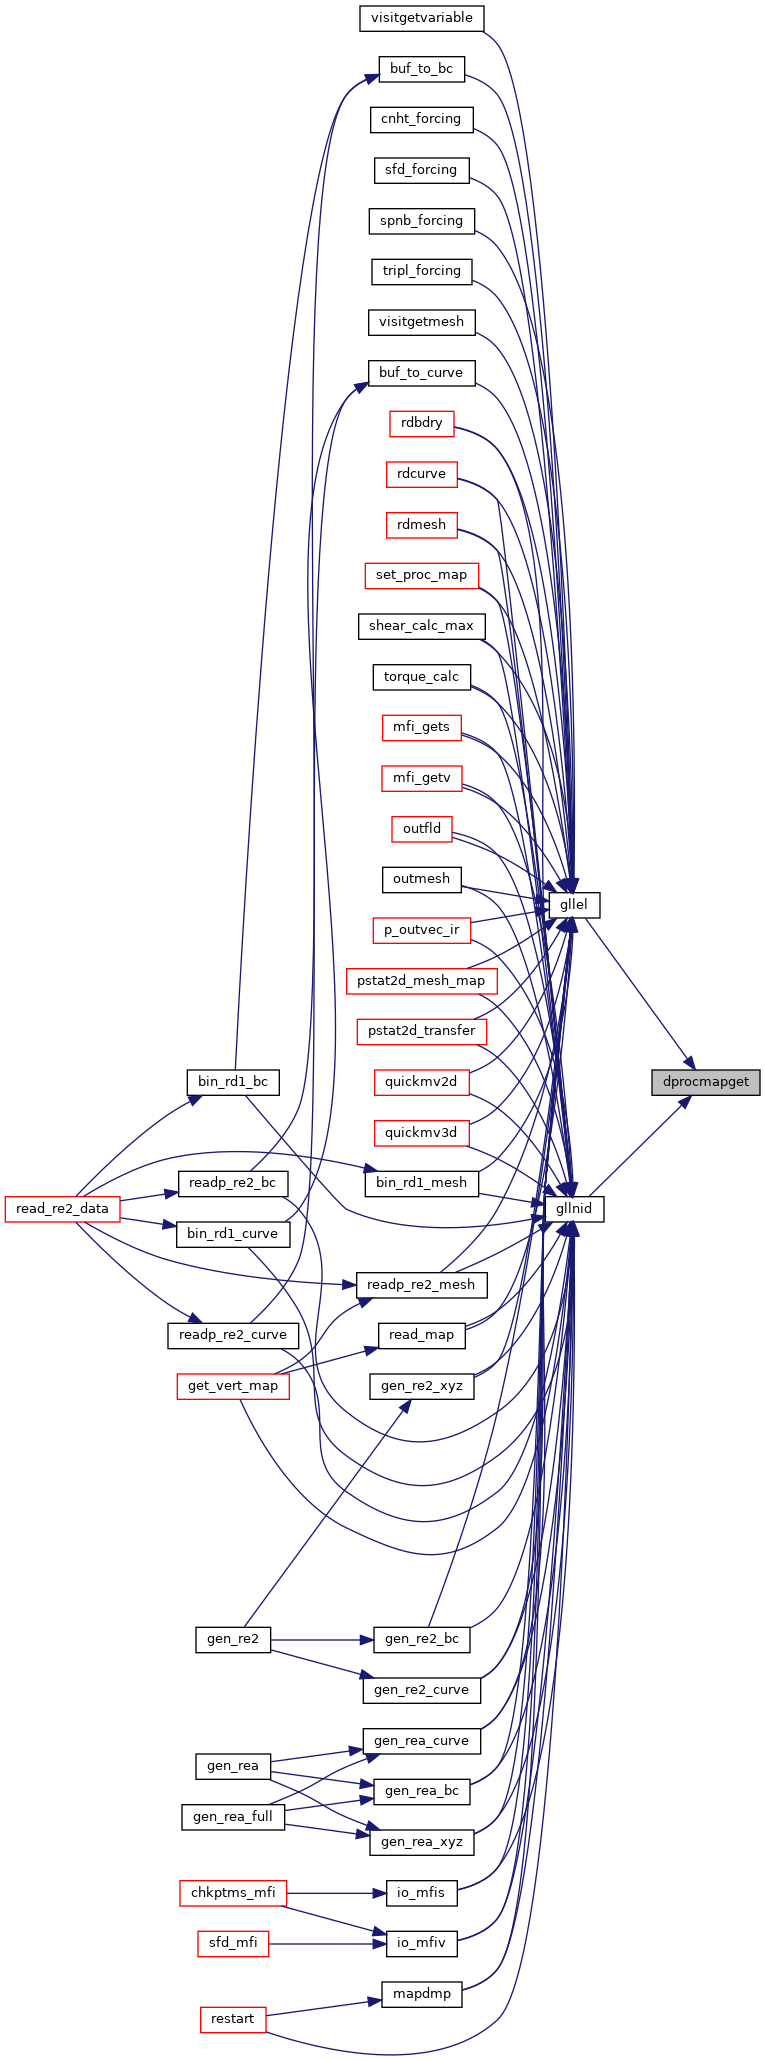 visitgetvariable
buf_to_bc
cnht_forcing
sfd_forcing
spnb_forcing
tripl_forcing
visitgetmesh
buf_to_curve
rdbdry
rdcurve
rdmesh
set_proc_map
shear_calc_max
torque_calc
mfi_gets
mfi_getv
outfld
outmesh
gllel
p_outvec_ir
pstat2d_mesh_map
pstat2d_transfer
bin_rd1_bc
quickmv2d
dprocmapget
quickmv3d
readp_re2_bc
bin_rd1_mesh
read_re2_data
gllnid
bin_rd1_curve
readp_re2_mesh
readp_re2_curve
read_map
get_vert_map
gen_re2_xyz
gen_re2
gen_re2_bc
gen_re2_curve
gen_rea_curve
gen_rea
gen_rea_bc
gen_rea_full
gen_rea_xyz
chkptms_mfi
io_mfis
sfd_mfi
io_mfiv
mapdmp
restart